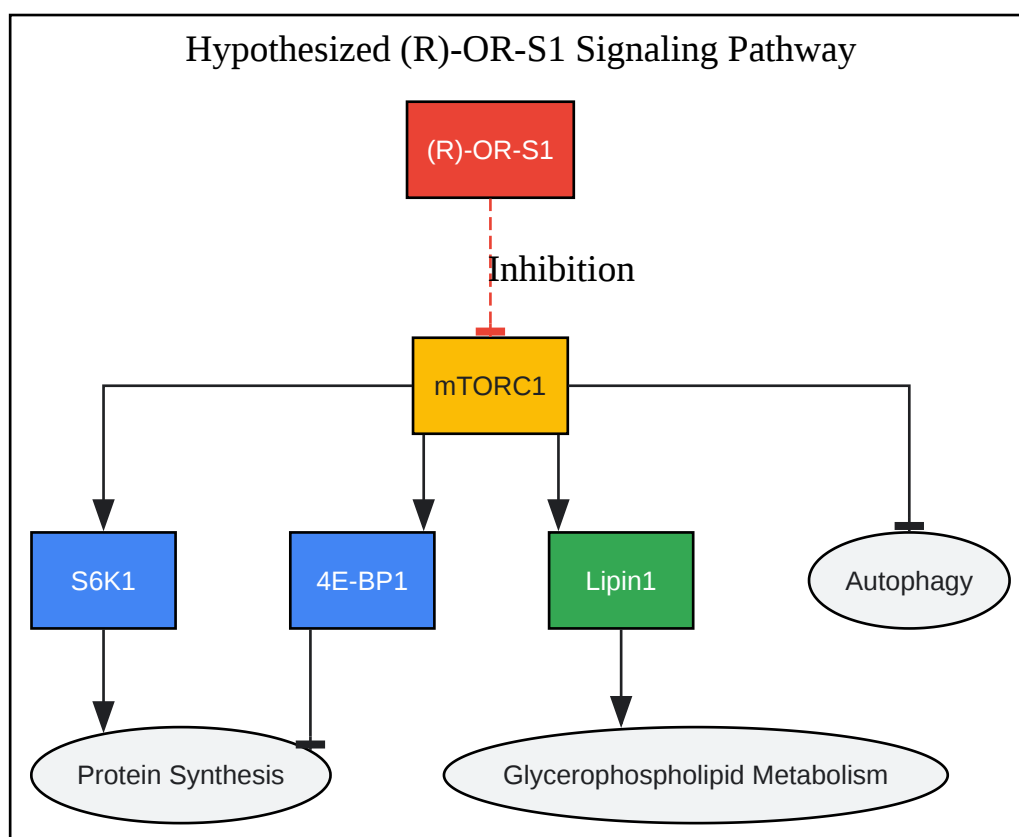 Hypothesized (R)-OR-S1 Signaling Pathway
(R)-OR-S1
Inhibition
mTORC1
S6K1
4E-BP1
Lipin1
Autophagy
Protein Synthesis
Glycerophospholipid Metabolism